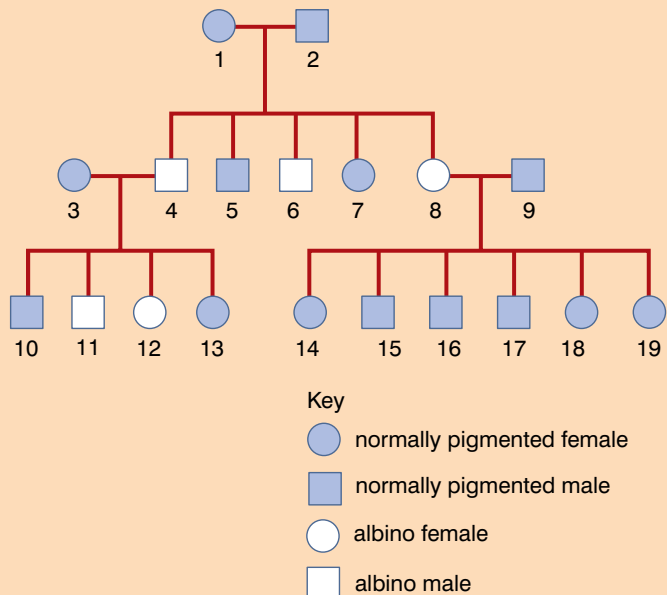 1 2
3 4 5 6 7 8 9
10 11 12 13 14 15 16 17 18 19
Key
normally pigmented female
normally pigmented male
albino female
albino male